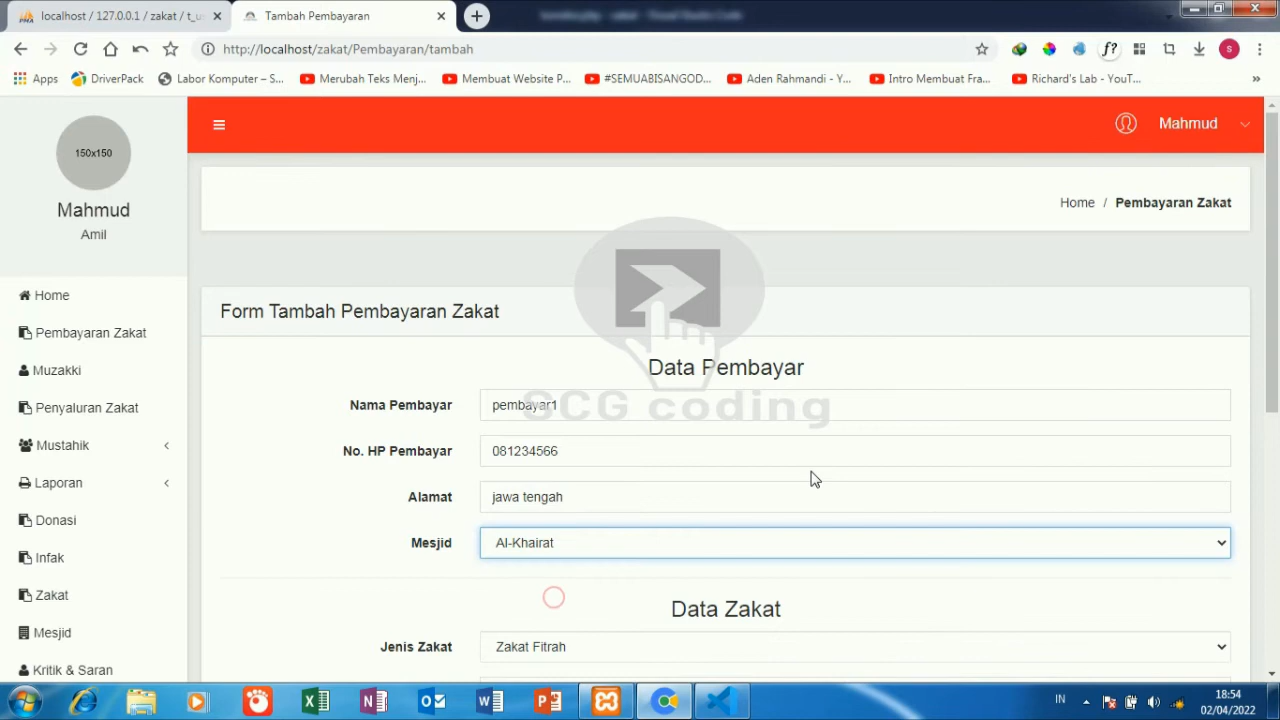 localhost / 127.0.0.1 / zakat / t_u
Tambah Pembayaran
http://localhost/zakat/Pembayaran/tambah
Apps
DriverPack
Labor Komputer – S...
Merubah Teks Menj...
Membuat Website P...
#SEMUABISANGOD...
Aden Rahmandi - Y...
Intro Membuat Fra...
Richard's Lab - YouT...
150x150
Mahmud
Amil
Home
Pembayaran Zakat
Muzakki
Penyaluran Zakat
Mustahik
Laporan
Donasi
Infak
Zakat
Mesjid
Kritik & Saran
Mahmud
Home / Pembayaran Zakat
Form Tambah Pembayaran Zakat
Data Pembayar
Nama Pembayar pembayar1
SCG coding
No. HP Pembayar 081234566
Alamat jawa tengah
Mesjid Al-Khairat
Data Zakat
Jenis Zakat Zakat Fitrah
IN
18:54
02/04/2022